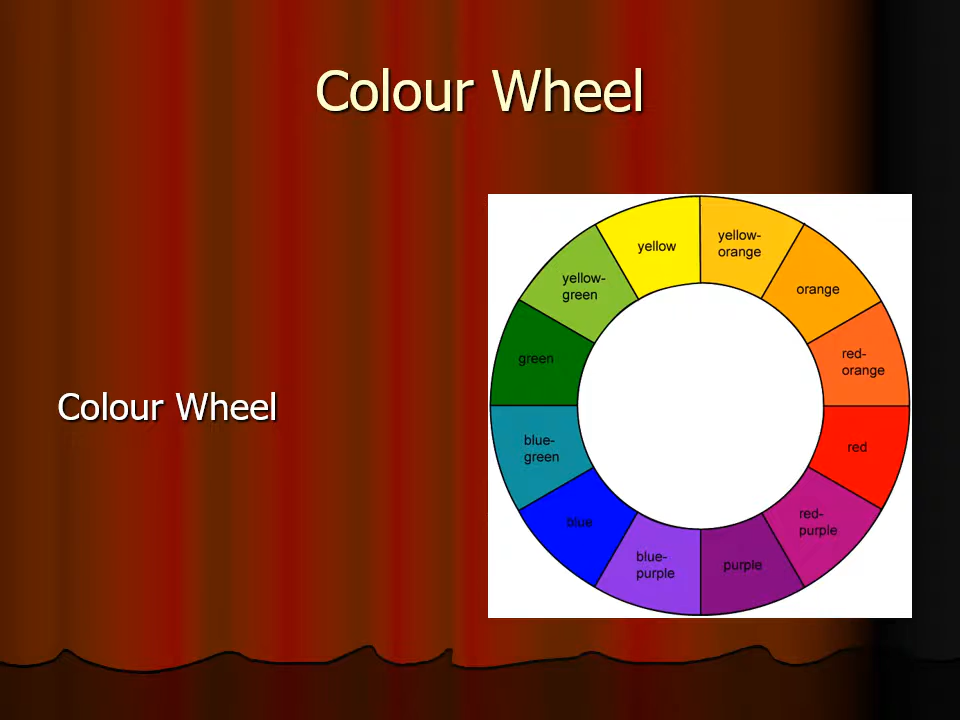 Colour Wheel
Colour Wheel
yellow
yellow-
orange
orange
red-
orange
red
red-
purple
purple
blue-
purple
blue
blue-
green
green
yellow-
green